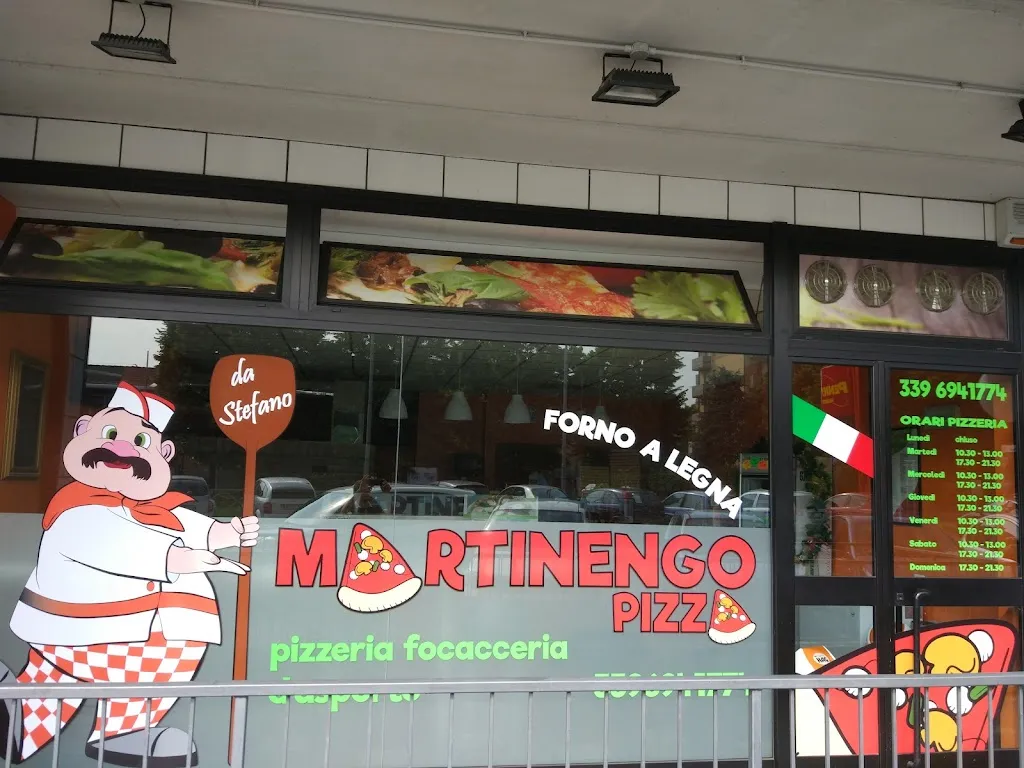 da
Stefano
FORNO A LEGNA
MARTINENGO
PIZZA
pizzeria focacceria
d'asporto
339 6941774
339 6941774
ORARI PIZZERIA
Lunedì chiuso
Martedì 10.30 - 13.00
17.30 - 21.30
Mercoledì 10.30 - 13.00
17.30 - 21.30
Giovedì 10.30 - 13.00
17.30 - 21.30
Venerdì 10.30 - 13.00
17.30 - 21.30
Sabato 10.30 - 13.00
17.30 - 21.30
Domenica 17.30 - 21.30